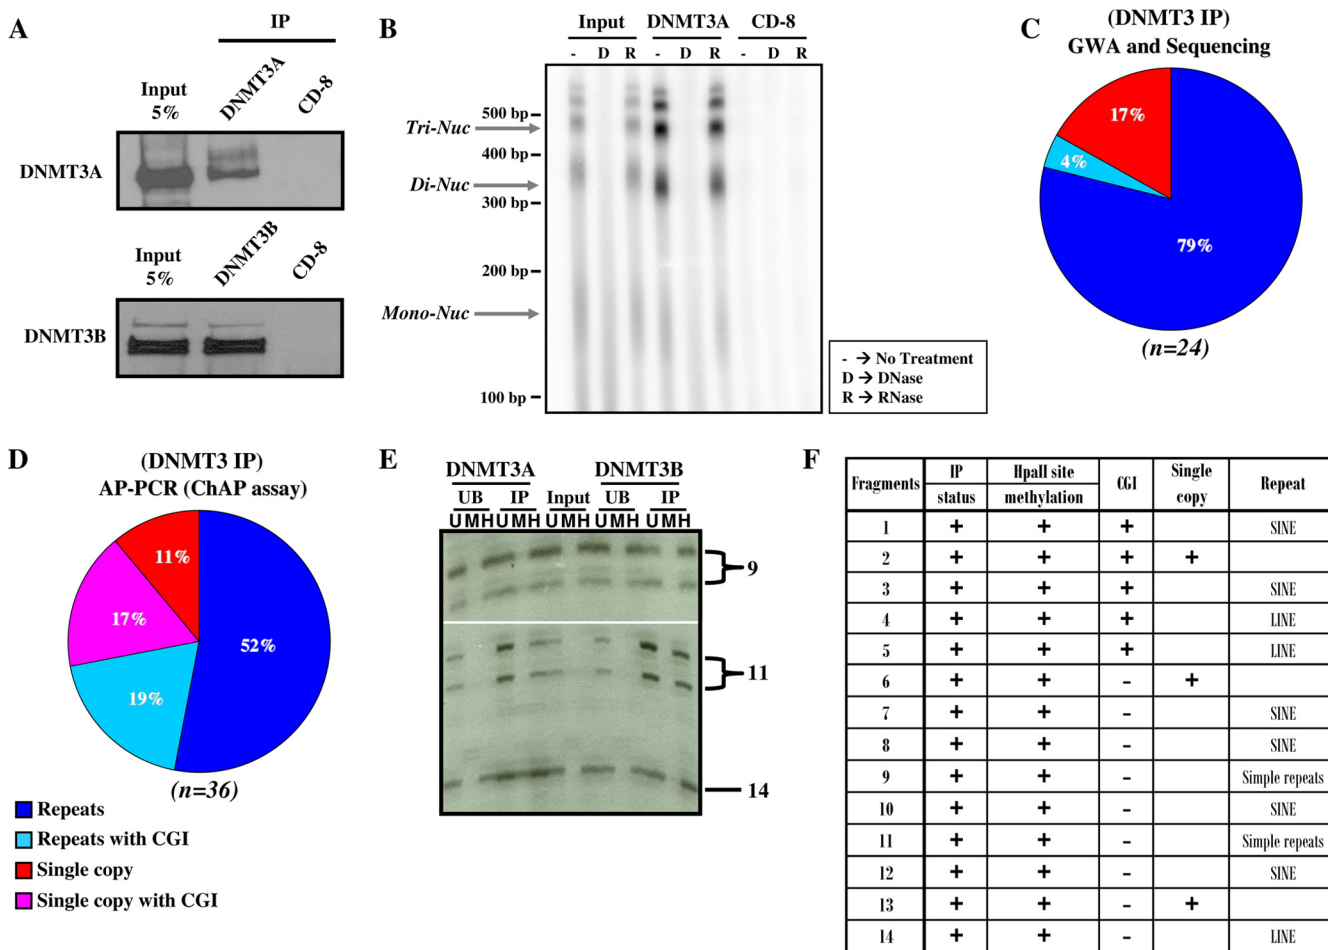 A
IP
Input
5%
DNMT3A
CD-8
DNMT3A
Input
5%
DNMT3B
CD-8
DNMT3B
B
Input DNMT3A CD-8
- D R - D R - D R
500 bp
Tri-Nuc
400 bp
Di-Nuc
300 bp
200 bp
Mono-Nuc
100 bp
- → No Treatment
D → DNase
R → RNase
C
(DNMT3 IP)
GWA and Sequencing
17%
4%
79%
(n=24)
D
(DNMT3 IP)
AP-PCR (ChAP assay)
11%
17%
52%
19%
(n=36)
Repeats
Repeats with CGI
Single copy
Single copy with CGI
E
DNMT3A DNMT3B
UB IP Input UB IP
UMH UMH UMH UMH UMH
9
11
14
F
Fragments IP status HpaII site methylation CGI Single copy Repeat
1 + + + SINE
2 + + + +
3 + + + SINE
4 + + + LINE
5 + + + LINE
6 + + - +
7 + + - SINE
8 + + - SINE
9 + + - Simple repeats
10 + + - SINE
11 + + - Simple repeats
12 + + - SINE
13 + + - +
14 + + - LINE